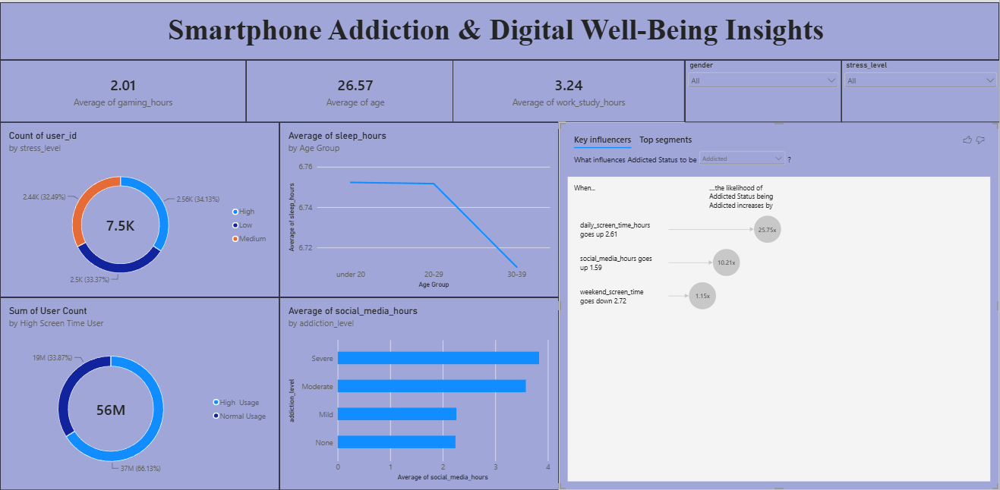 Smartphone Addiction & Digital Well-Being Insights
2.01
Average of gaming_hours
26.57
Average of age
3.24
Average of work_study_hours
gender
All
stress_level
All
Count of user_id
by stress_level
2.44K (32.49%)
2.56K (34.13%)
7.5K
2.5K (33.37%)
High
Low
Medium
Average of sleep_hours
by Age Group
Average of sleep_hours
6.76
6.74
6.72
under 20
20-29
30-39
Age Group
Key influencers
Top segments
What influences Addicted Status to be
Addicted
?
When...
....the likelihood of
Addicted Status being
Addicted increases by
daily_screen_time_hours
goes up 2.61
25.75x
social_media_hours goes
up 1.59
10.21x
weekend_screen_time
goes down 2.72
1.15x
Sum of User Count
by High Screen Time User
19M (33.87%)
56M
37M (66.13%)
High  Usage
Normal Usage
Average of social_media_hours
by addiction_level
addiction_level
Severe
Moderate
Mild
None
0
1
2
3
4
Average of social_media_hours